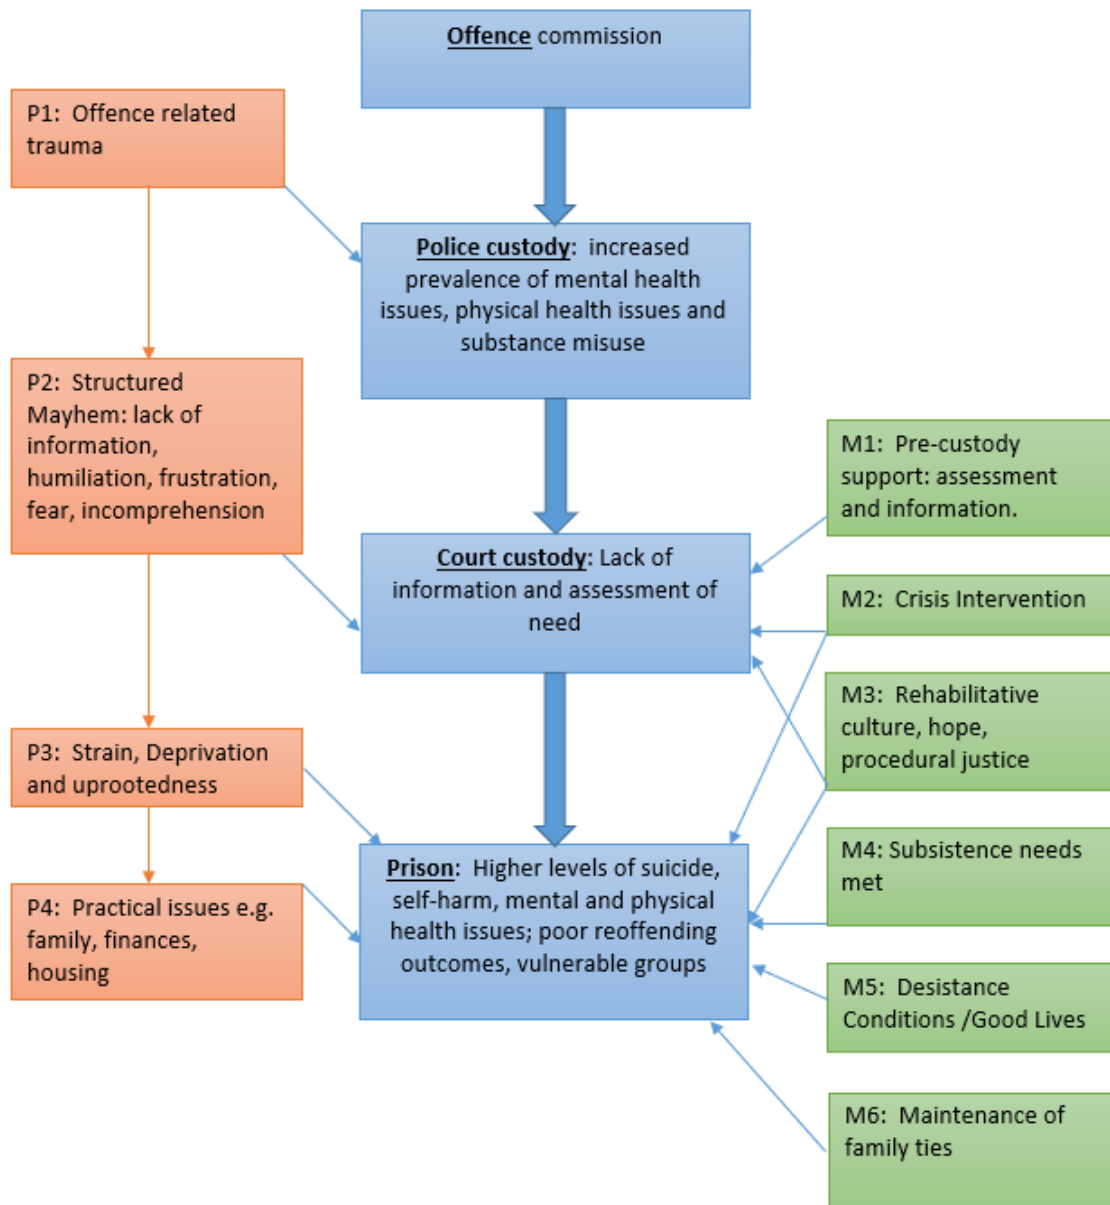 Offence commission
P1: Offence related
trauma
Police custody: increased
prevalence of mental health
issues, physical health issues and
substance misuse
P2: Structured
Mayhem: lack of
information,
humiliation, frustration,
fear, incomprehension
M1: Pre-custody
support: assessment
and information.
Court custody: Lack of
information and assessment of
need
M2: Crisis Intervention
M3: Rehabilitative
culture, hope,
procedural justice
P3: Strain, Deprivation
and uprootedness
M4: Subsistence needs
met
Prison: Higher levels of suicide,
self-harm, mental and physical
health issues; poor reoffending
outcomes, vulnerable groups
P4: Practical issues e.g.
family, finances,
housing
M5: Desistance
Conditions /Good Lives
M6: Maintenance of
family ties